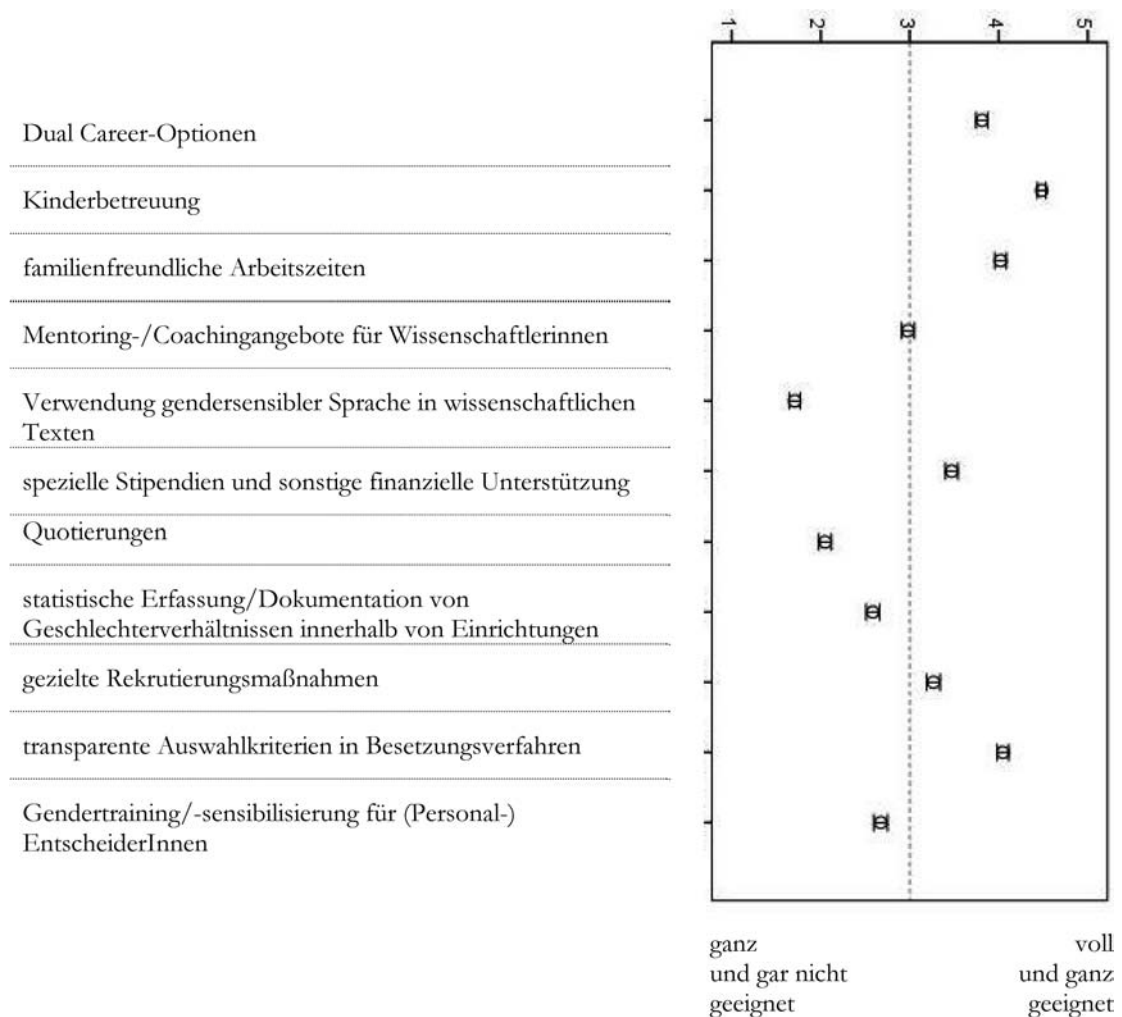 1 2 3 4 5
Dual Career-Optionen
Kinderbetreuung
familienfreundliche Arbeitszeiten
Mentoring-/Coachingangebote für Wissenschaftlerinnen
Verwendung gendersensibler Sprache in wissenschaftlichen
Texten
spezielle Stipendien und sonstige finanzielle Unterstützung
Quotierungen
statistische Erfassung/Dokumentation von
Geschlechterverhältnissen innerhalb von Einrichtungen
gezielte Rekrutierungsmaßnahmen
transparente Auswahlkriterien in Besetzungsverfahren
Gendertraining/-sensibilisierung für (Personal-)
EntscheiderInnen
ganz
und gar nicht
geeignet
voll
und ganz
geeignet